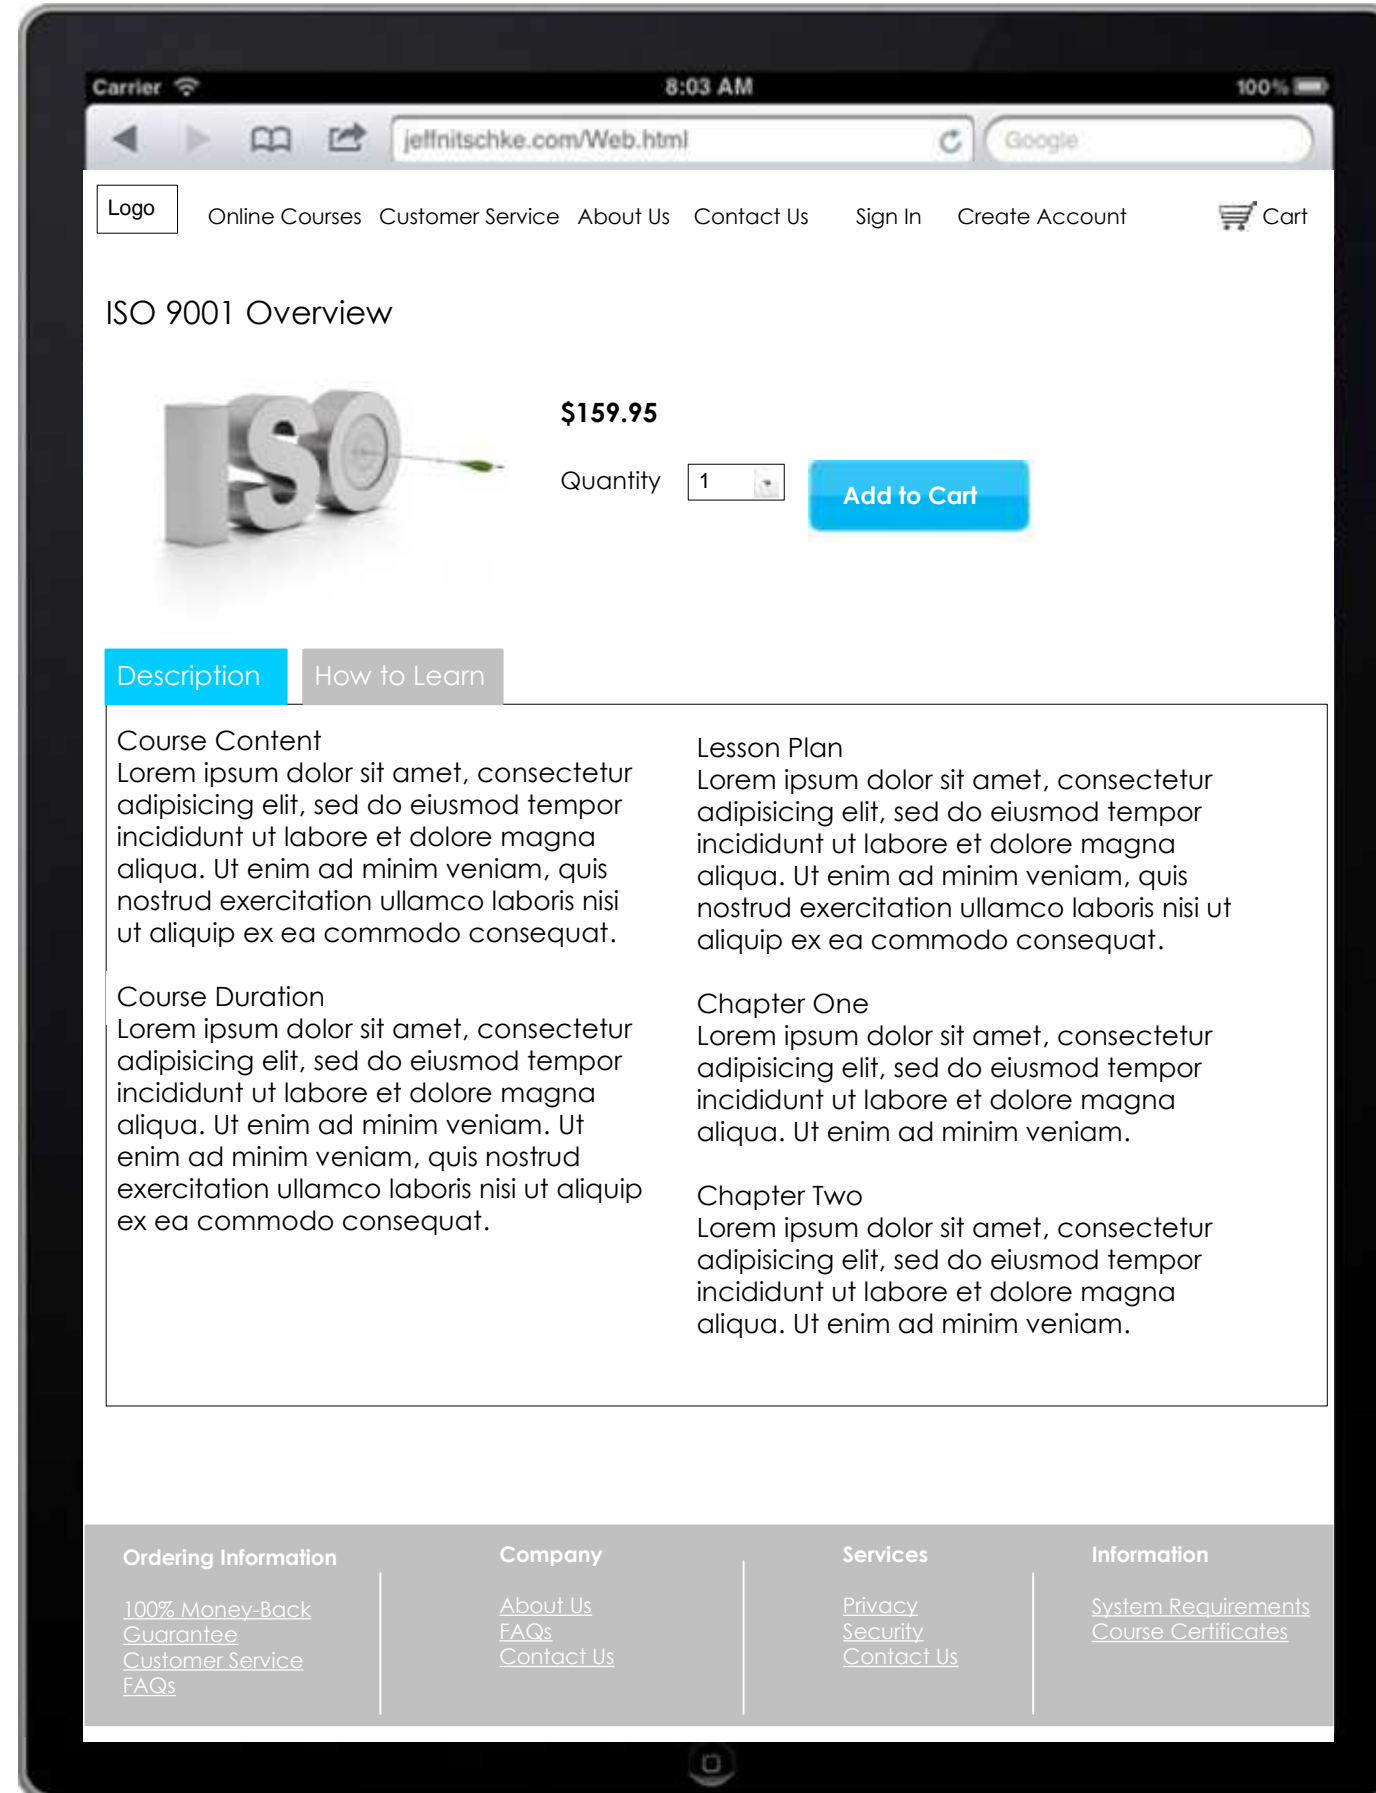 Carrier 8:03 AM 100%
jeffnitschke.com/Web.html Google
Logo Online Courses Customer Service About Us Contact Us Sign In Create Account Cart
ISO 9001 Overview
ISO
$159.95
Quantity 1 Add to Cart
Description How to Learn
Course Content
Lorem ipsum dolor sit amet, consectetur
adipisicing elit, sed do eiusmod tempor
incididunt ut labore et dolore magna
aliqua. Ut enim ad minim veniam, quis
nostrud exercitation ullamco laboris nisi
ut aliquip ex ea commodo consequat.
Course Duration
Lorem ipsum dolor sit amet, consectetur
adipisicing elit, sed do eiusmod tempor
incididunt ut labore et dolore magna
aliqua. Ut enim ad minim veniam. Ut
enim ad minim veniam, quis nostrud
exercitation ullamco laboris nisi ut aliquip
ex ea commodo consequat.
Lesson Plan
Lorem ipsum dolor sit amet, consectetur
adipisicing elit, sed do eiusmod tempor
incididunt ut labore et dolore magna
aliqua. Ut enim ad minim veniam, quis
nostrud exercitation ullamco laboris nisi ut
aliquip ex ea commodo consequat.
Chapter One
Lorem ipsum dolor sit amet, consectetur
adipisicing elit, sed do eiusmod tempor
incididunt ut labore et dolore magna
aliqua. Ut enim ad minim veniam.
Chapter Two
Lorem ipsum dolor sit amet, consectetur
adipisicing elit, sed do eiusmod tempor
incididunt ut labore et dolore magna
aliqua. Ut enim ad minim veniam.
Ordering Information
100% Money-Back
Guarantee
Customer Service
FAQs
Company
About Us
FAQs
Contact Us
Services
Privacy
Security
Contact Us
Information
System Requirements
Course Certificates